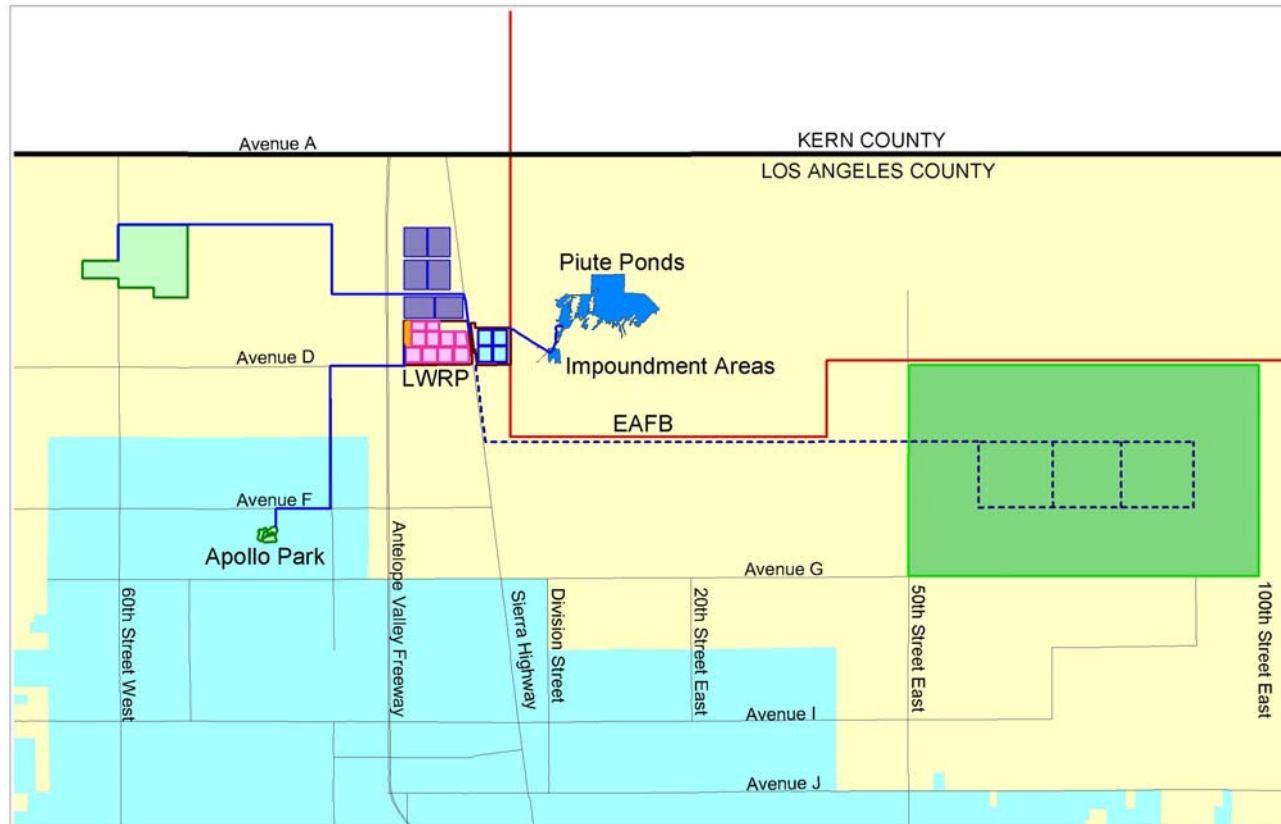 Avenue A
KERN COUNTY
LOS ANGELES COUNTY
Piute Ponds
Avenue D
LWRP
Impoundment Areas
EAFB
Avenue F
Apollo Park
Avenue G
60th Street West
Antelope Valley Freeway
Sierra Highway
Division Street
20th Street East
50th Street East
100th Street East
Avenue I
Avenue J